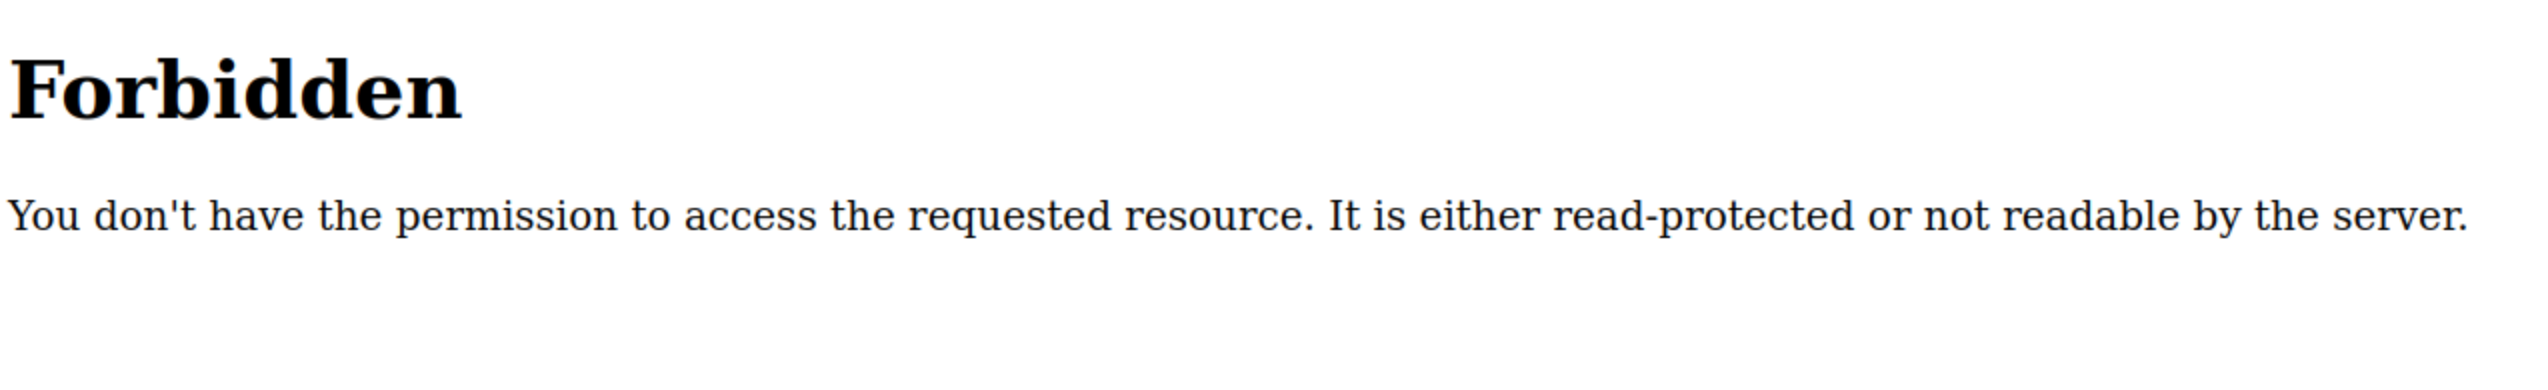 Forbidden
You don't have the permission to access the requested resource. It is either read-protected or not readable by the server.